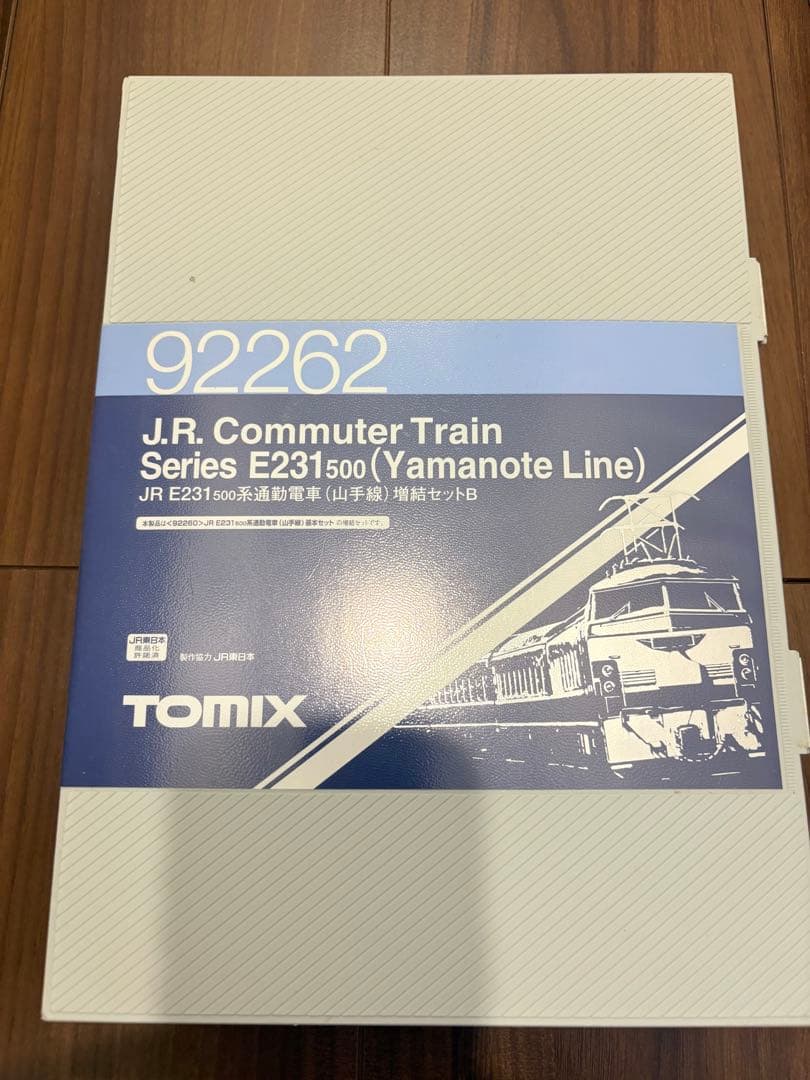 92262
J.R. Commuter Train
Series E231500 (Yamanote Line)
JR E231500系通勤電車(山手線)増結セットB
本製品は<92260>JR E231500系通勤電車(山手線)基本セットの増結セットです。
JR東日本
商品化
許諾済
製作協力 JR東日本
TOMIX